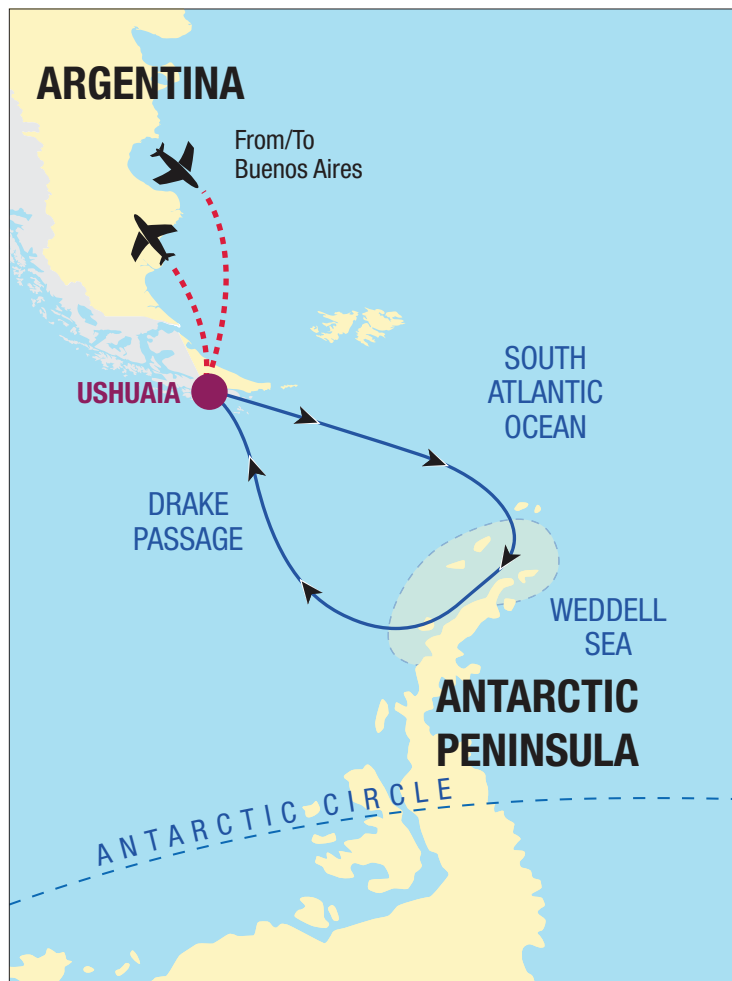 ARGENTINA
From/To
Buenos Aires
USHUAIA
SOUTH
ATLANTIC
OCEAN
DRAKE
PASSAGE
WEDDELL
SEA
ANTARCTIC
PENINSULA
ANTARCTIC CIRCLE